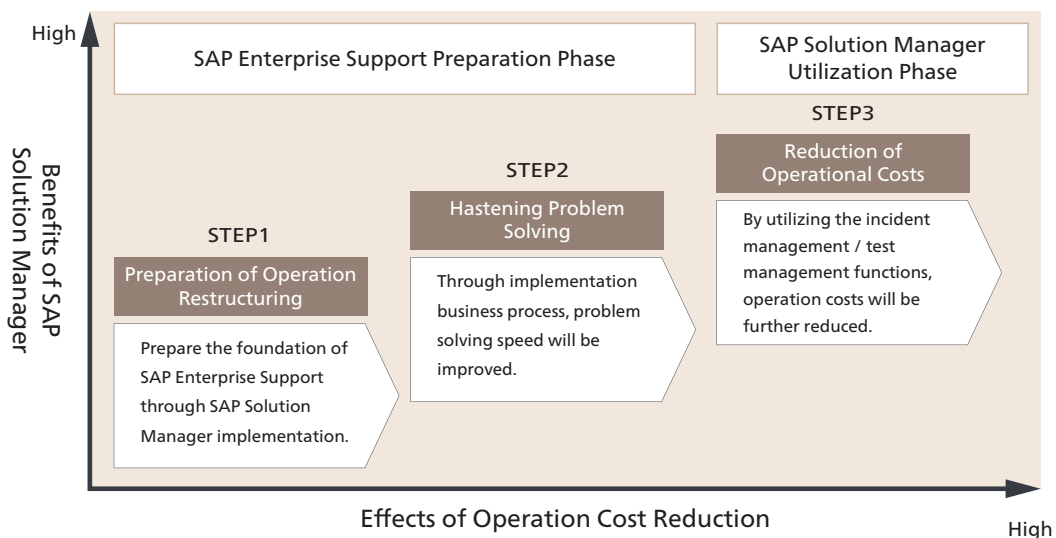 High
SAP Enterprise Support Preparation Phase
SAP Solution Manager
Utilization Phase
STEP1
Preparation of Operation
Restructuring
Prepare the foundation of
SAP Enterprise Support
through SAP Solution
Manager implementation.
STEP2
Hastening Problem
Solving
Through implementation
business process, problem
solving speed will be
improved.
STEP3
Reduction of
Operational Costs
By utilizing the incident
management / test
management functions,
operation costs will be
further reduced.
Benefits of SAP
Solution Manager
Effects of Operation Cost Reduction
High